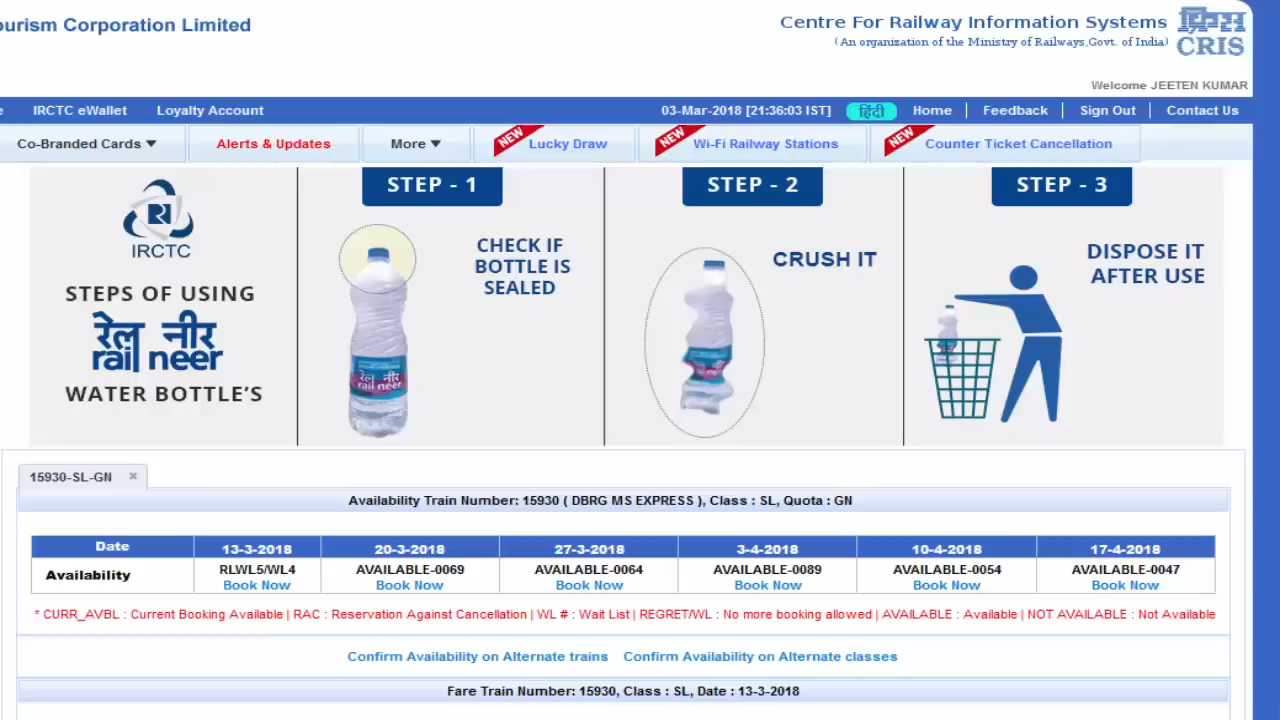 ourism Corporation Limited
Centre For Railway Information Systems
(An organization of the Ministry of Railways,Govt. of India)
क्रिस
CRIS
Welcome JEETEN KUMAR
e IRCTC eWallet Loyalty Account 03-Mar-2018 [21:36:03 IST] हिंदी Home | Feedback | Sign Out | Contact Us
Co-Branded Cards Alerts & Updates More NEW Lucky Draw NEW Wi-Fi Railway Stations NEW Counter Ticket Cancellation
IRCTC
STEPS OF USING
रेल नीर
rail neer
WATER BOTTLE'S
STEP - 1
CHECK IF
BOTTLE IS
SEALED
रेल नीर
rail neer
STEP - 2
CRUSH IT
STEP - 3
DISPOSE IT
AFTER USE
15930-SL-GN
Availability Train Number: 15930 ( DBRG MS EXPRESS ), Class : SL, Quota : GN
Date 13-3-2018 20-3-2018 27-3-2018 3-4-2018 10-4-2018 17-4-2018
Availability RLWL5/WL4 AVAILABLE-0069 AVAILABLE-0064 AVAILABLE-0089 AVAILABLE-0054 AVAILABLE-0047
Book Now Book Now Book Now Book Now Book Now Book Now
* CURR_AVBL : Current Booking Available | RAC : Reservation Against Cancellation | WL # : Wait List | REGRET/WL : No more booking allowed | AVAILABLE : Available | NOT AVAILABLE : Not Available
Confirm Availability on Alternate trains Confirm Availability on Alternate classes
Fare Train Number: 15930, Class : SL, Date : 13-3-2018